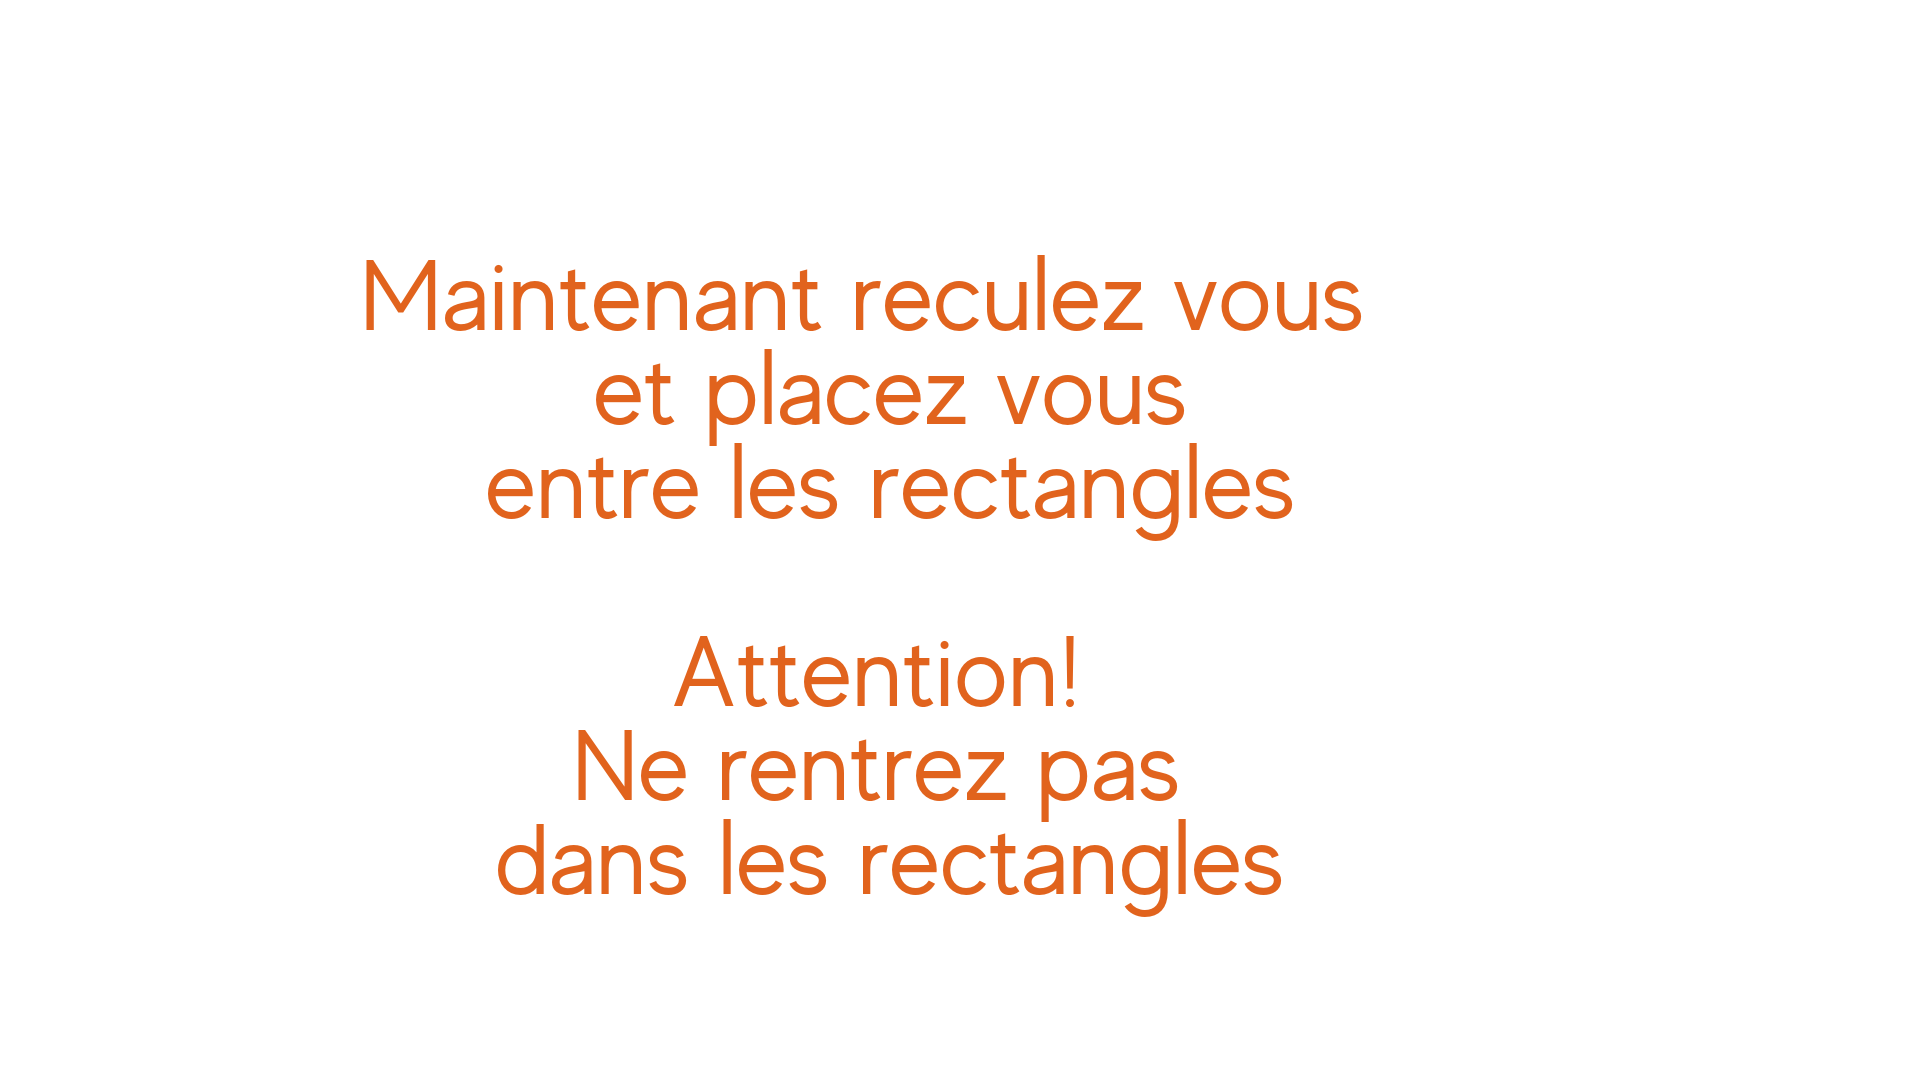 Maintenant reculez vous
et placez vous
entre les rectangles
Attention!
Ne rentrez pas
dans les rectangles